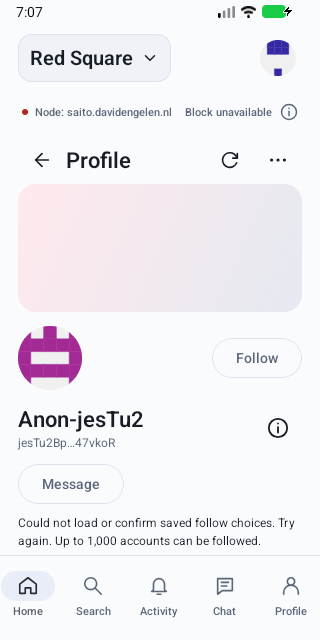 7:07
Red Square
Node: saito.davidengelen.nl Block unavailable
Profile
Follow
Anon-jesTu2
jesTu2Bp...47vkoR
Message
Could not load or confirm saved follow choices. Try
again. Up to 1,000 accounts can be followed.
Home Search Activity Chat Profile